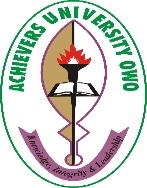 ACHIEVERS UNIVERSITY OWO
Knowledge, Integrity & Leadership